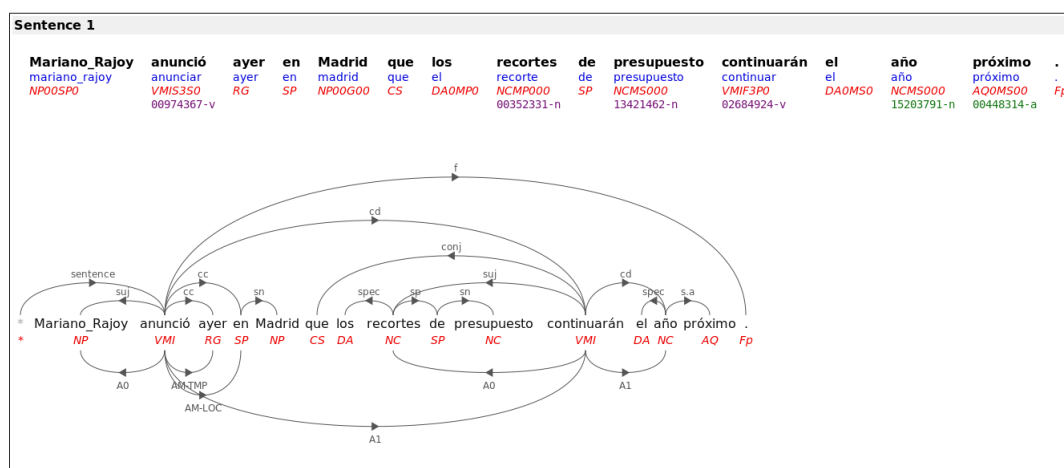 Sentence 1
Mariano_Rajoy anunció ayer en Madrid que los recortes de presupuesto continuarán el año próximo .
mariano_rajoy anunciar ayer en madrid que el recorte de presupuesto continuar el año próximo .
NP00SP0 VMIS3S0 RG SP NP00G00 CS DA0MP0 NCMP000 SP NCMS000 VMIF3P0 DA0MS0 NCMS000 AQ0MS00 Fp
00974367-v 00352331-n 13421462-n 02684924-v 15203791-n 00448314-a
f
cd
conj
sentence cc suj cd
suj cc sn spec sp sn spec s.a
* Mariano_Rajoy anunció ayer en Madrid que los recortes de presupuesto continuarán el año próximo .
* NP VMI RG SP NP CS DA NC SP NC VMI DA NC AQ Fp
A0 AM-TMP A0 A1
AM-LOC
A1